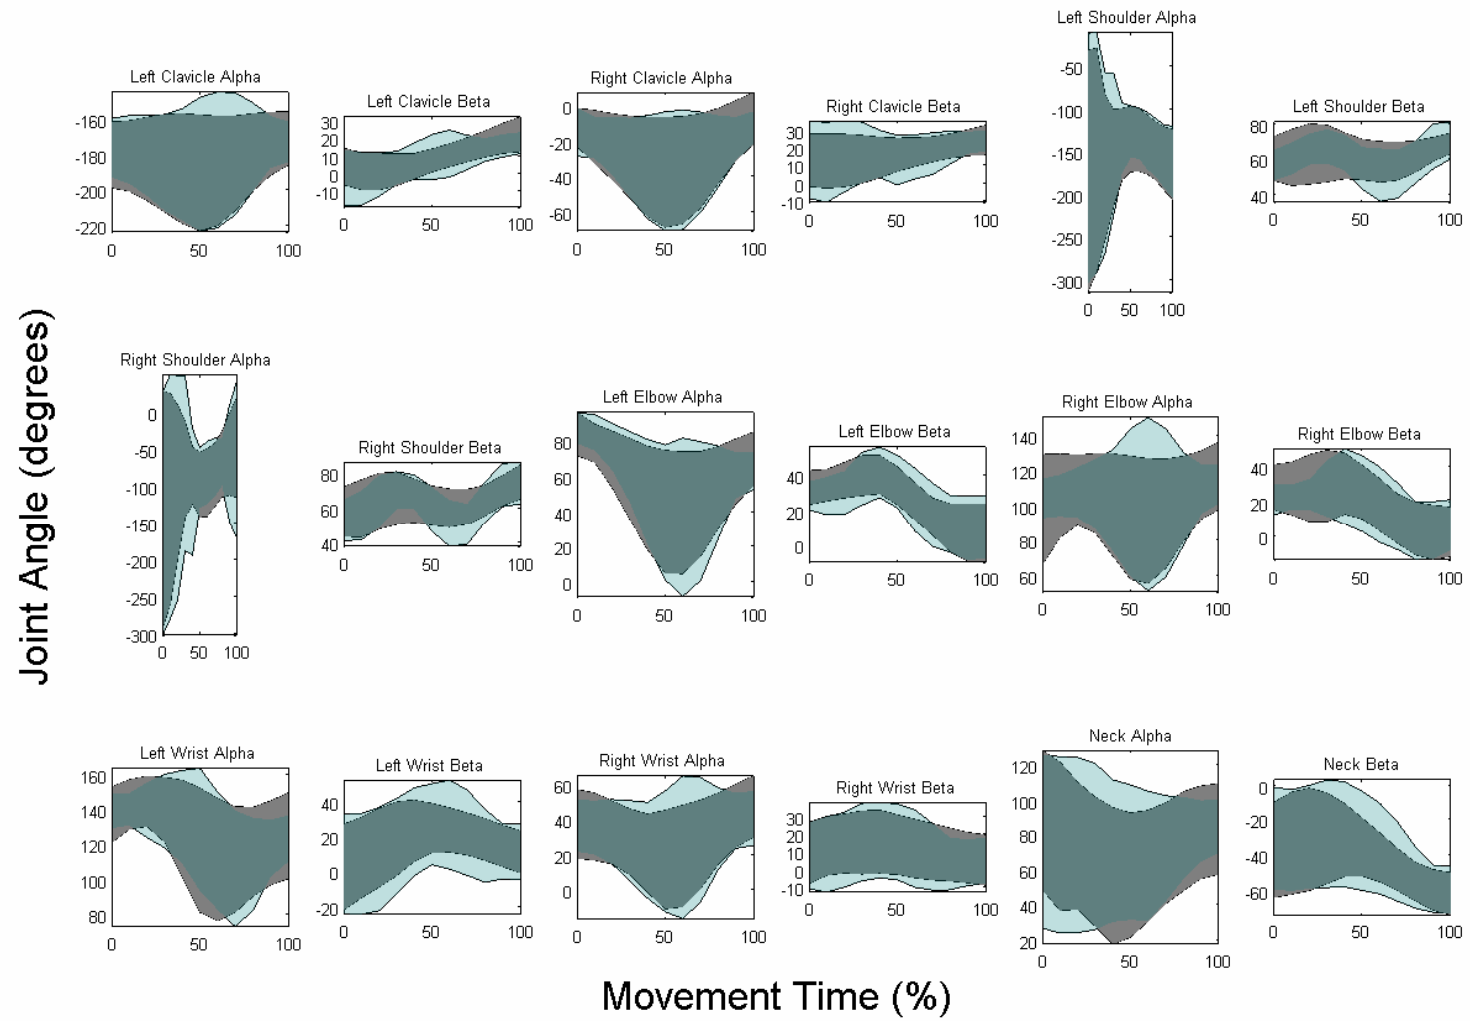 Left Shoulder Alpha
Left Clavicle Alpha
-160
-180
-200
-220
0 50 100
Left Clavicle Beta
30
20
10
0
-10
0 50 100
Right Clavicle Alpha
0
-20
-40
-60
0 50 100
Right Clavicle Beta
30
20
10
0
-10
0 50 100
-50
-100
-150
-200
-250
-300
0 50 100
Left Shoulder Beta
80
60
40
0 50 100
Joint Angle (degrees)
Right Shoulder Alpha
0
-50
-100
-150
-200
-250
-300
0 50 100
Right Shoulder Beta
80
60
40
0 50 100
Left Elbow Alpha
80
60
40
20
0
0 50 100
Left Elbow Beta
40
20
0
0 50 100
Right Elbow Alpha
140
120
100
80
60
0 50 100
Right Elbow Beta
40
20
0
0 50 100
Left Wrist Alpha
160
140
120
100
80
0 50 100
Left Wrist Beta
40
20
0
-20
0 50 100
Right Wrist Alpha
60
40
20
0
0 50 100
Right Wrist Beta
30
20
10
0
-10
0 50 100
Neck Alpha
120
100
80
60
40
20
0 50 100
Neck Beta
0
-20
-40
-60
0 50 100
Movement Time (%)